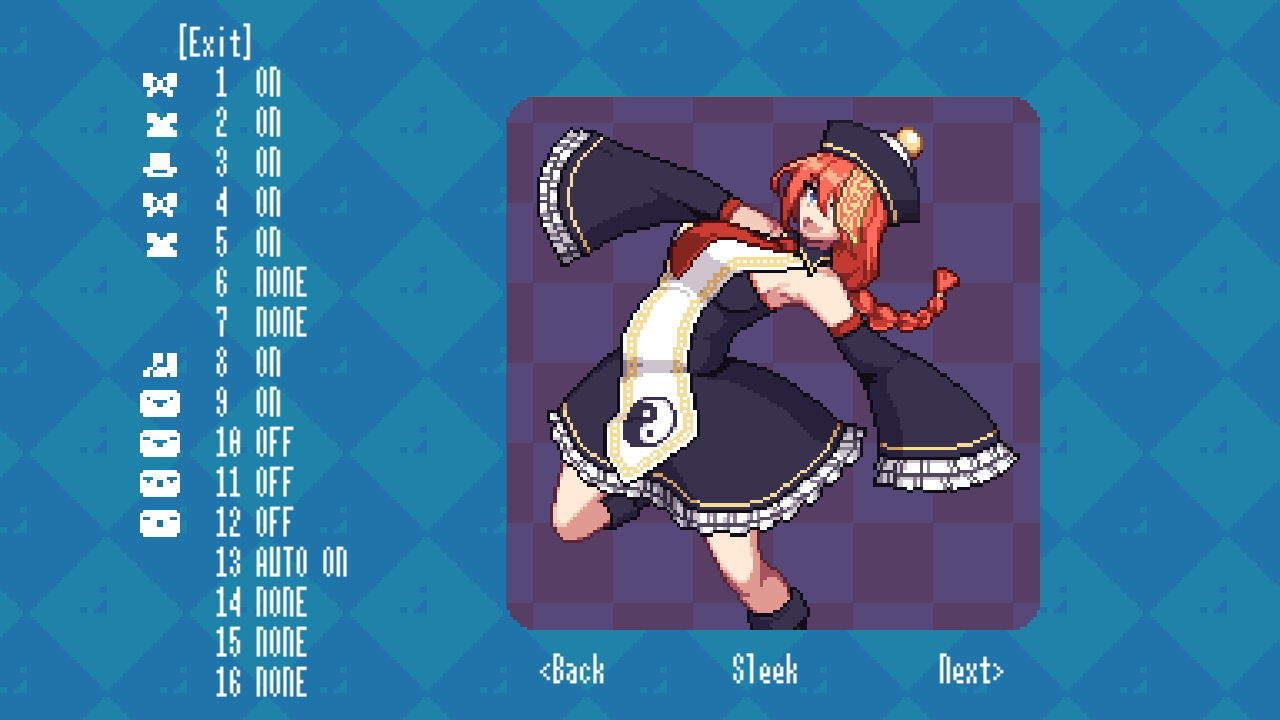 [Exit]
1 ON
2 ON
3 ON
4 ON
5 ON
6 NONE
7 NONE
8 ON
9 ON
10 OFF
11 OFF
12 OFF
13 AUTO ON
14 NONE
15 NONE
16 NONE
<Back Sleek Next>